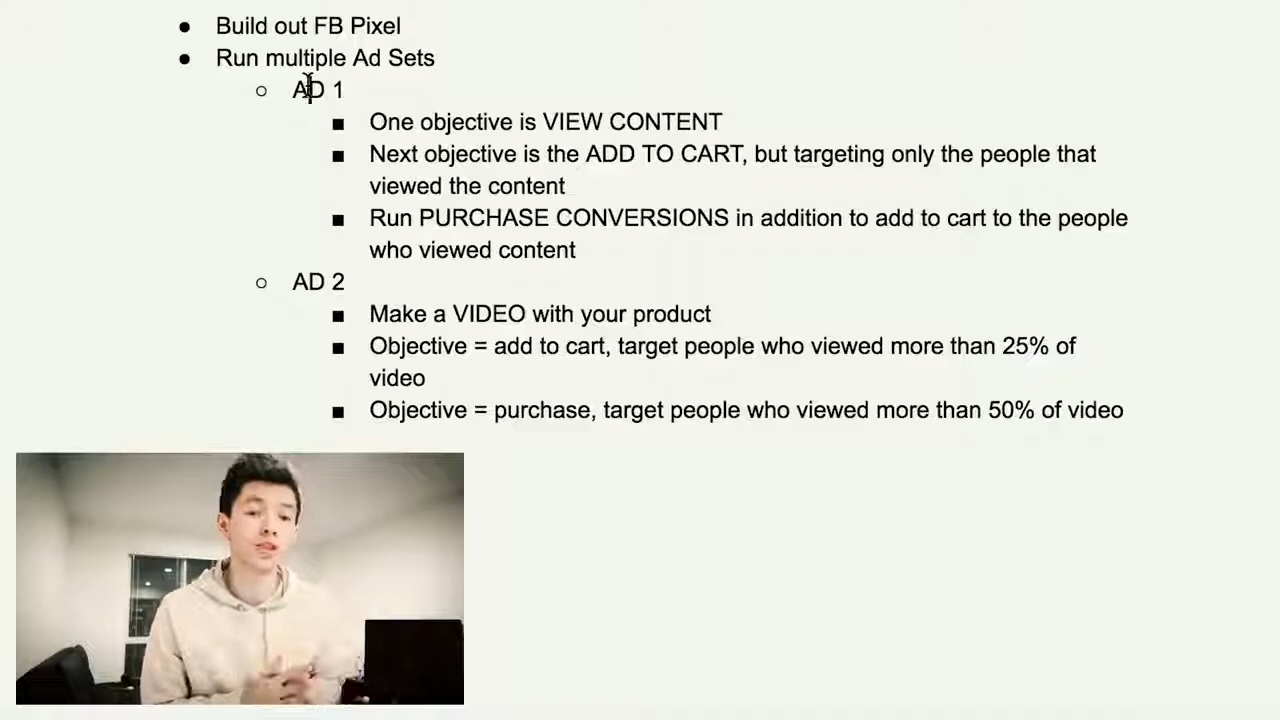 ● Build out FB Pixel
● Run multiple Ad Sets
○ AD 1
■ One objective is VIEW CONTENT
■ Next objective is the ADD TO CART, but targeting only the people that
viewed the content
■ Run PURCHASE CONVERSIONS in addition to add to cart to the people
who viewed content
○ AD 2
■ Make a VIDEO with your product
■ Objective = add to cart, target people who viewed more than 25% of
video
■ Objective = purchase, target people who viewed more than 50% of video